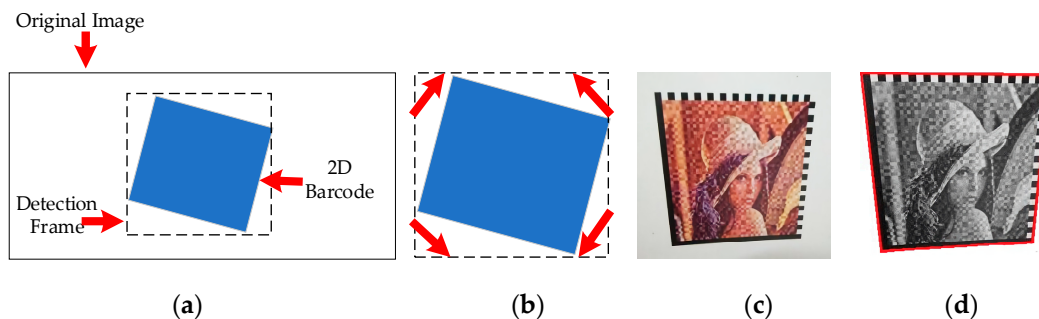 Original Image
2D
Barcode
Detection
Frame
(a)
(b)
(c)
(d)